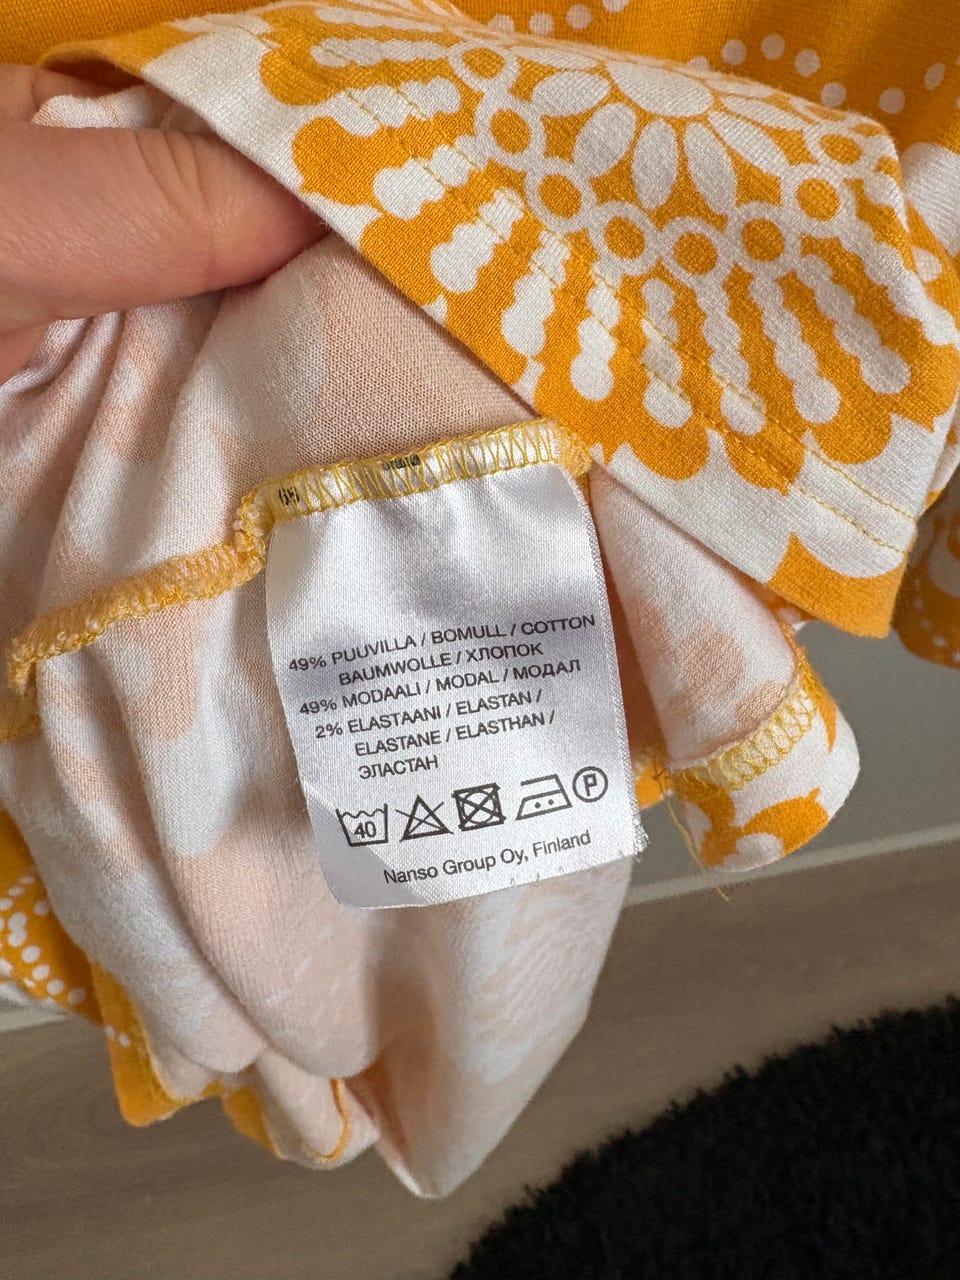 65
49% PUUVILLA / BOMULL / COTTON
BAUMWOLLE / ХЛОПОК
49% MODAALI / MODAL / МОДАЛ
2% ELASTAANI / ELASTAN /
ELASTANE / ELASTHAN /
ЭЛАСТАН
40 P
Nanso Group Oy, Finland